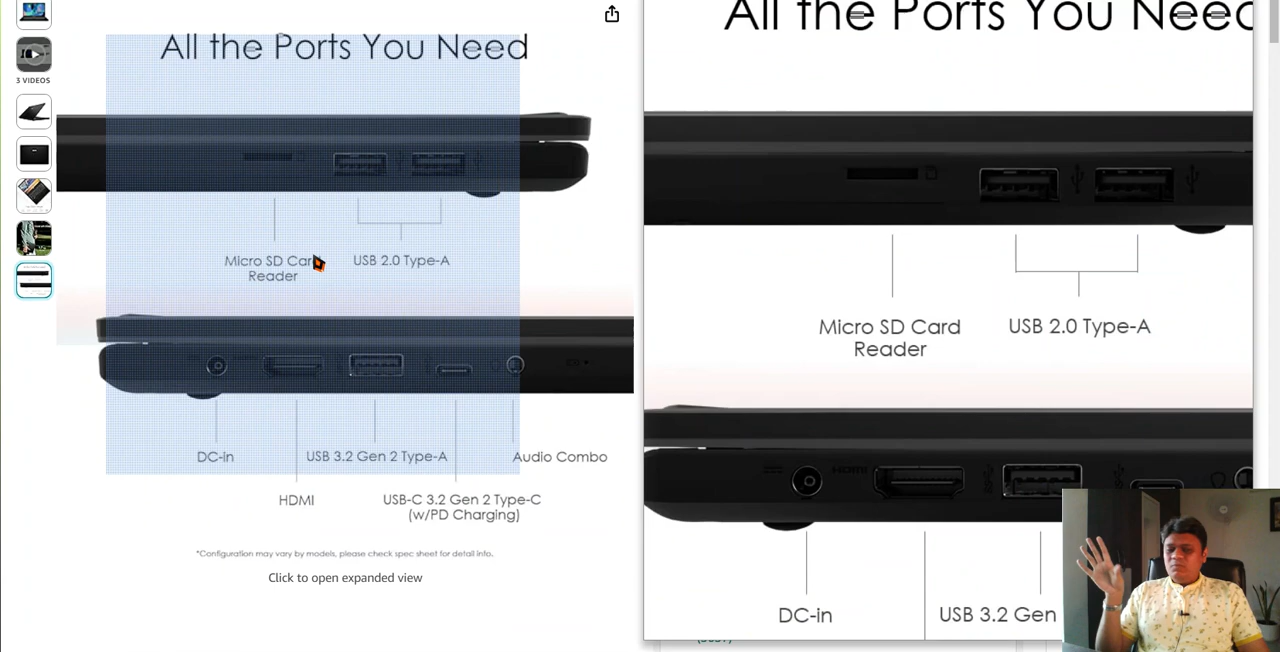 3 VIDEOS
All the Ports You Need
Micro SD Card
Reader
USB 2.0 Type-A
DC-in
USB 3.2 Gen 2 Type-A
Audio Combo
HDMI
USB-C 3.2 Gen 2 Type-C
(w/PD Charging)
*Configuration may vary by models, please check spec sheet for detail info.
Click to open expanded view
All the Ports You Need
Micro SD Card
Reader
USB 2.0 Type-A
HDMI
DC-in
USB 3.2 Gen